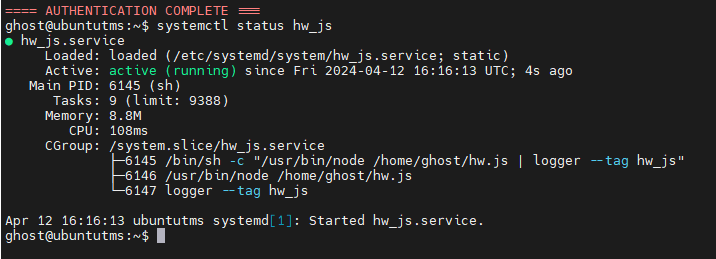 ==== AUTHENTICATION COMPLETE ===
ghost@ubuntutms:~$ systemctl status hw_js
● hw_js.service
     Loaded: loaded (/etc/systemd/system/hw_js.service; static)
     Active: active (running) since Fri 2024-04-12 16:16:13 UTC; 4s ago
   Main PID: 6145 (sh)
      Tasks: 9 (limit: 9388)
     Memory: 8.8M
        CPU: 108ms
     CGroup: /system.slice/hw_js.service
             ├─6145 /bin/sh -c "/usr/bin/node /home/ghost/hw.js | logger --tag hw_js"
             ├─6146 /usr/bin/node /home/ghost/hw.js
             └─6147 logger --tag hw_js

Apr 12 16:16:13 ubuntutms systemd[1]: Started hw_js.service.
ghost@ubuntutms:~$